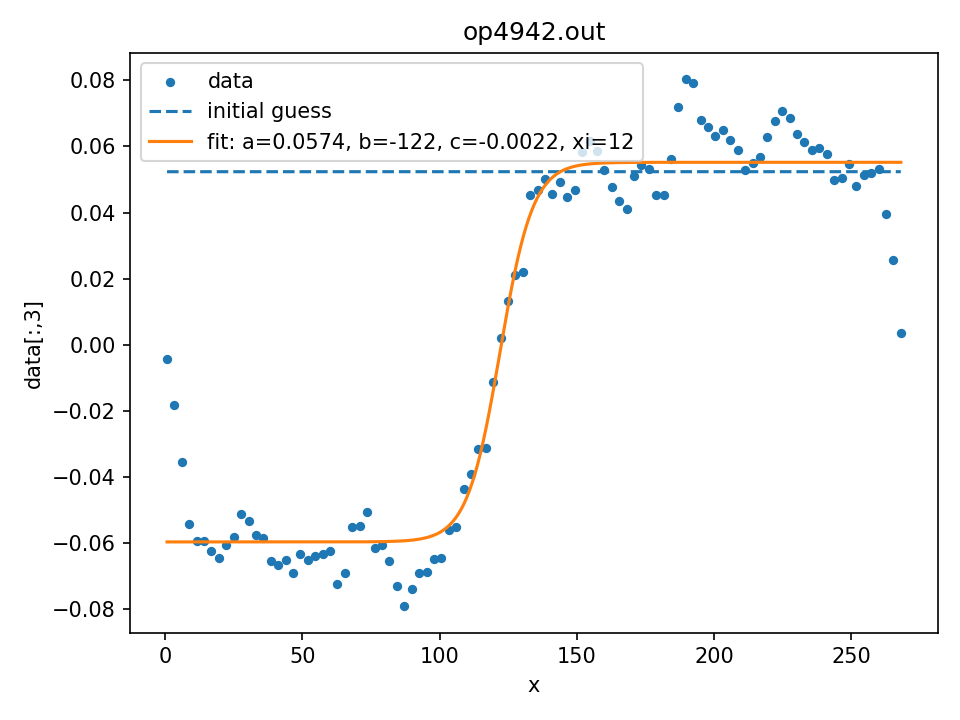 op4942.out
data
initial guess
fit: a=0.0574, b=-122, c=-0.0022, xi=12
0.08
0.06
0.04
0.02
0.00
−0.02
−0.04
−0.06
−0.08
data[:,3]
0 50 100 150 200 250
x